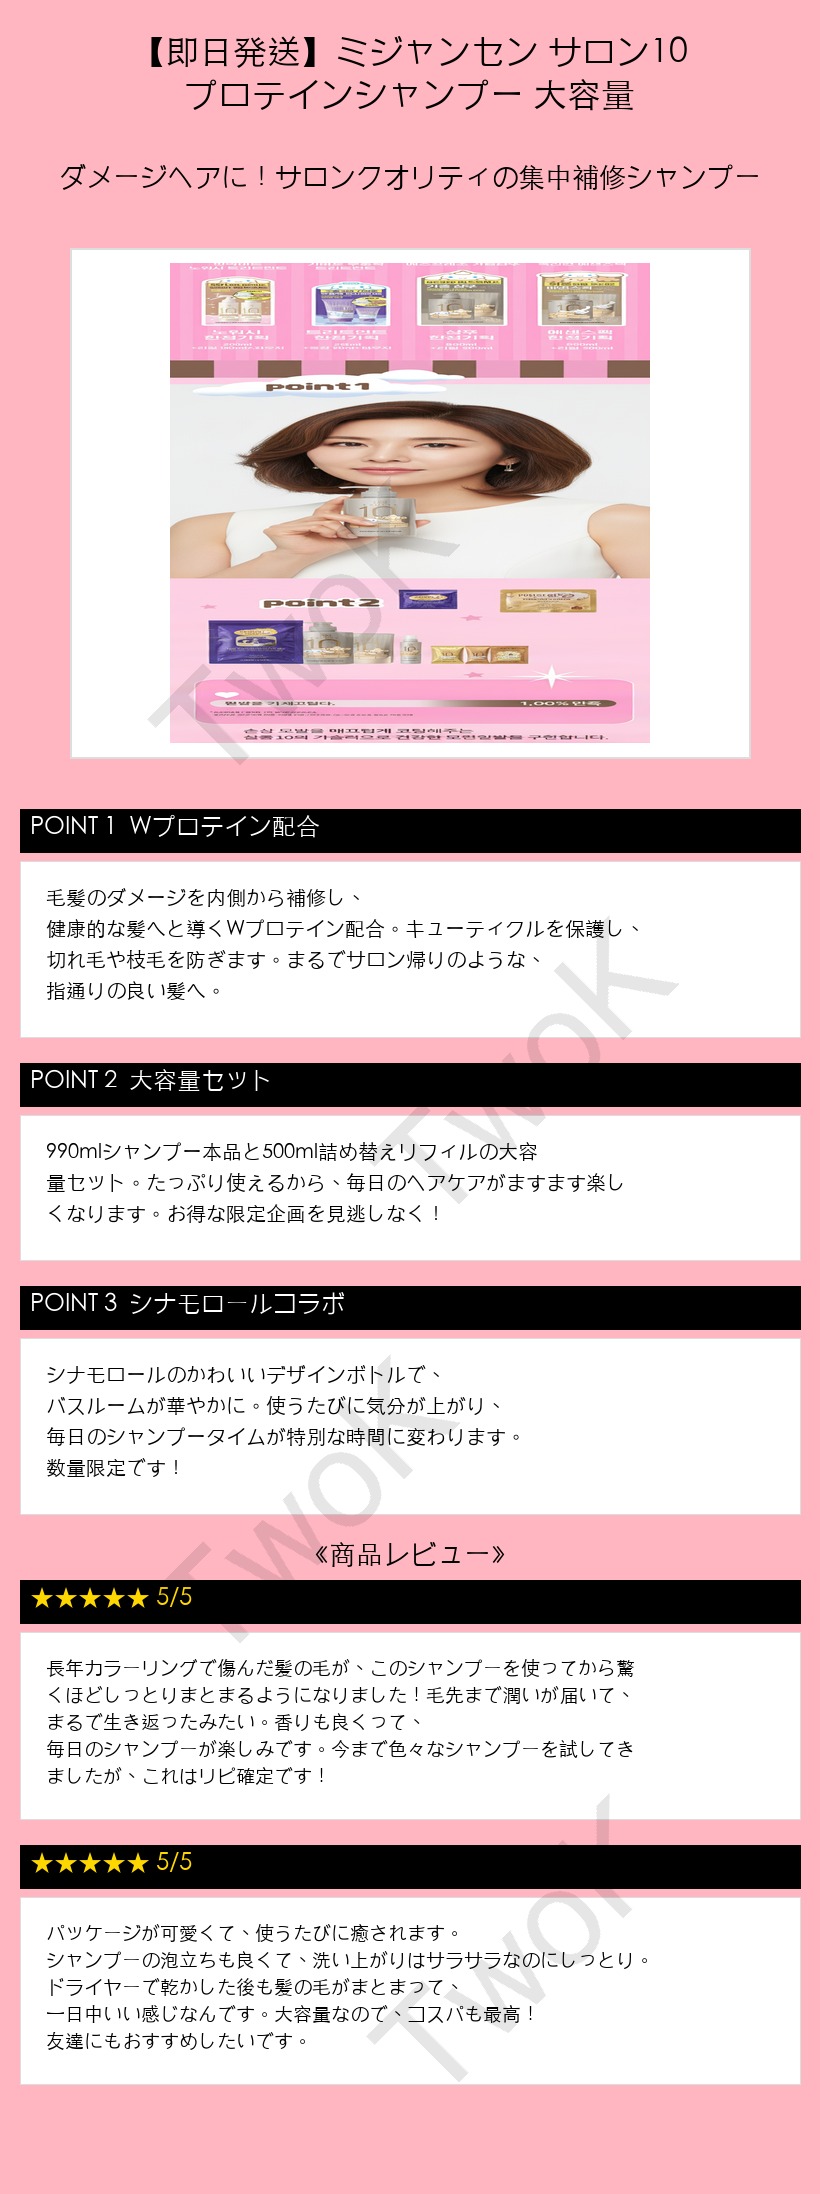 【即日発送】ミジャンセン サロン10
プロテインシャンプー 大容量
ダメージヘアに！サロンクオリティの集中補修シャンプー
point 1
10
point 2
1,00%만족
손상 모발을 매끄럽게 코팅해주는
POINT 1 Wプロテイン配合
毛髪のダメージを内側から補修し、
健康的な髪へと導くWプロテイン配合。キューティクルを保護し、
切れ毛や枝毛を防ぎます。まるでサロン帰りのような、
指通りの良い髪へ。
POINT 2 大容量セット
990mlシャンプー本品と500ml詰め替えリフィルの大容
量セット。たっぷり使えるから、毎日のヘアケアがますます楽し
くなります。お得な限定企画を見逃しなく！
POINT 3 シナモロールコラボ
シナモロールのかわいいデザインボトルで、
バスルームが華やかに。使うたびに気分が上がり、
毎日のシャンプータイムが特別な時間に変わります。
数量限定です！
《商品レビュー》
★★★★★ 5/5
長年カラーリングで傷んだ髪の毛が、このシャンプーを使ってから驚
くほどしっとりまとまるようになりました！毛先まで潤いが届いて、
まるで生き返ったみたい。香りも良くって、
毎日のシャンプーが楽しみです。今まで色々なシャンプーを試してき
ましたが、これはリピ確定です！
★★★★★ 5/5
パッケージが可愛くて、使うたびに癒されます。
シャンプーの泡立ちも良くて、洗い上がりはサラサラなのにしっとり。
ドライヤーで乾かした後も髪の毛がまとまって、
一日中いい感じなんです。大容量なので、コスパも最高！
友達にもおすすめしたいです。
TwoK
TwoK
TwoK
TwoK